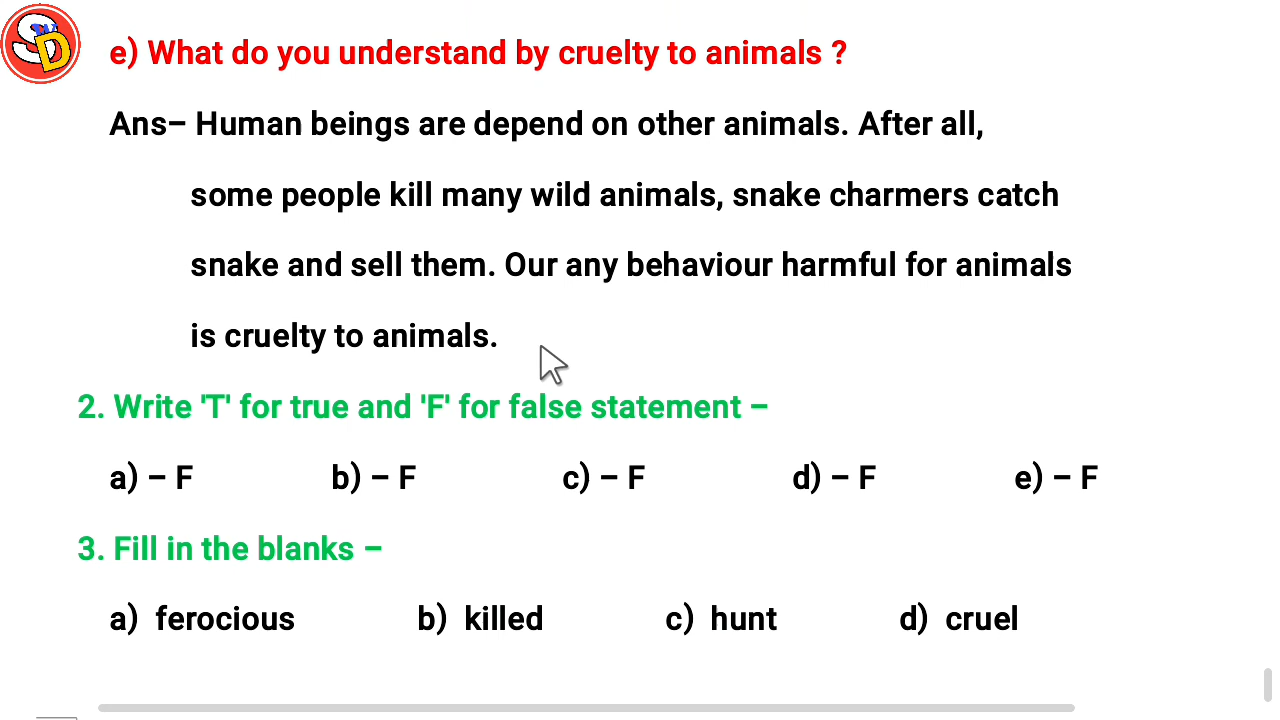 SWD
e) What do you understand by cruelty to animals ?
Ans– Human beings are depend on other animals. After all,
some people kill many wild animals, snake charmers catch
snake and sell them. Our any behaviour harmful for animals
is cruelty to animals.
2. Write 'T' for true and 'F' for false statement –
a) – F b) – F c) – F d) – F e) – F
3. Fill in the blanks –
a) ferocious b) killed c) hunt d) cruel